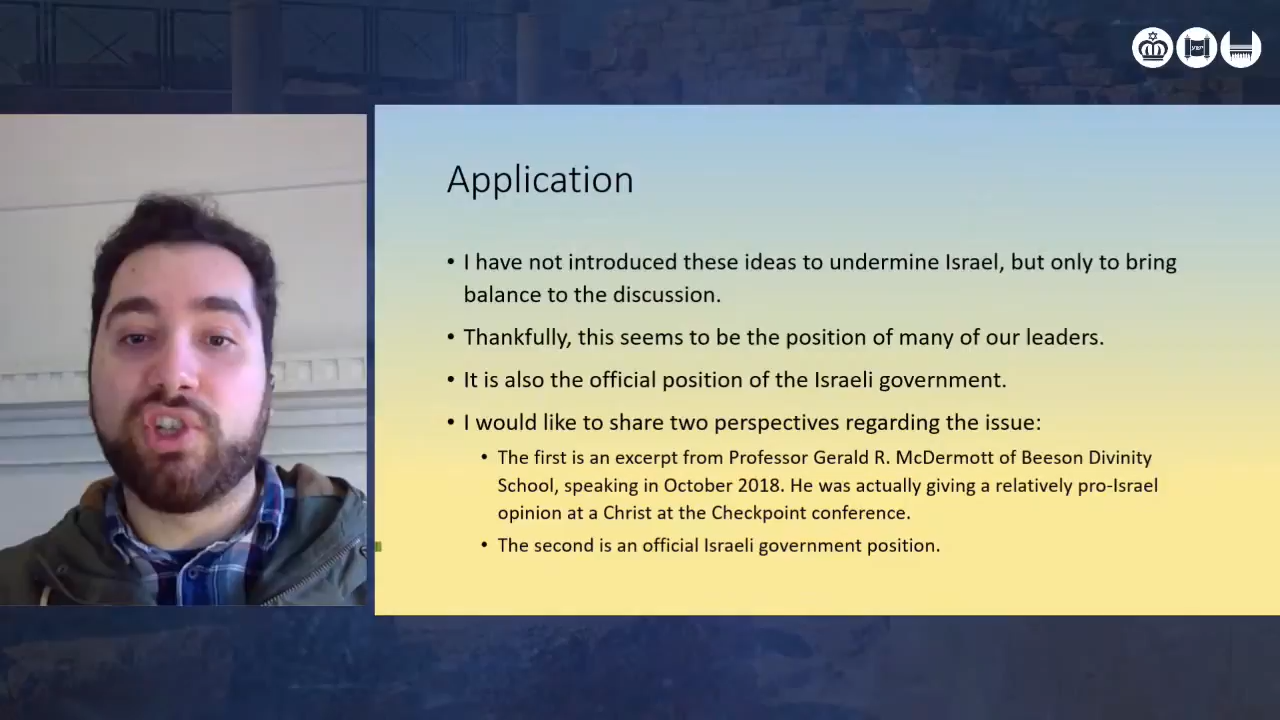 Application
• I have not introduced these ideas to undermine Israel, but only to bring
balance to the discussion.
• Thankfully, this seems to be the position of many of our leaders.
• It is also the official position of the Israeli government.
• I would like to share two perspectives regarding the issue:
• The first is an excerpt from Professor Gerald R. McDermott of Beeson Divinity
School, speaking in October 2018. He was actually giving a relatively pro-Israel
opinion at a Christ at the Checkpoint conference.
• The second is an official Israeli government position.